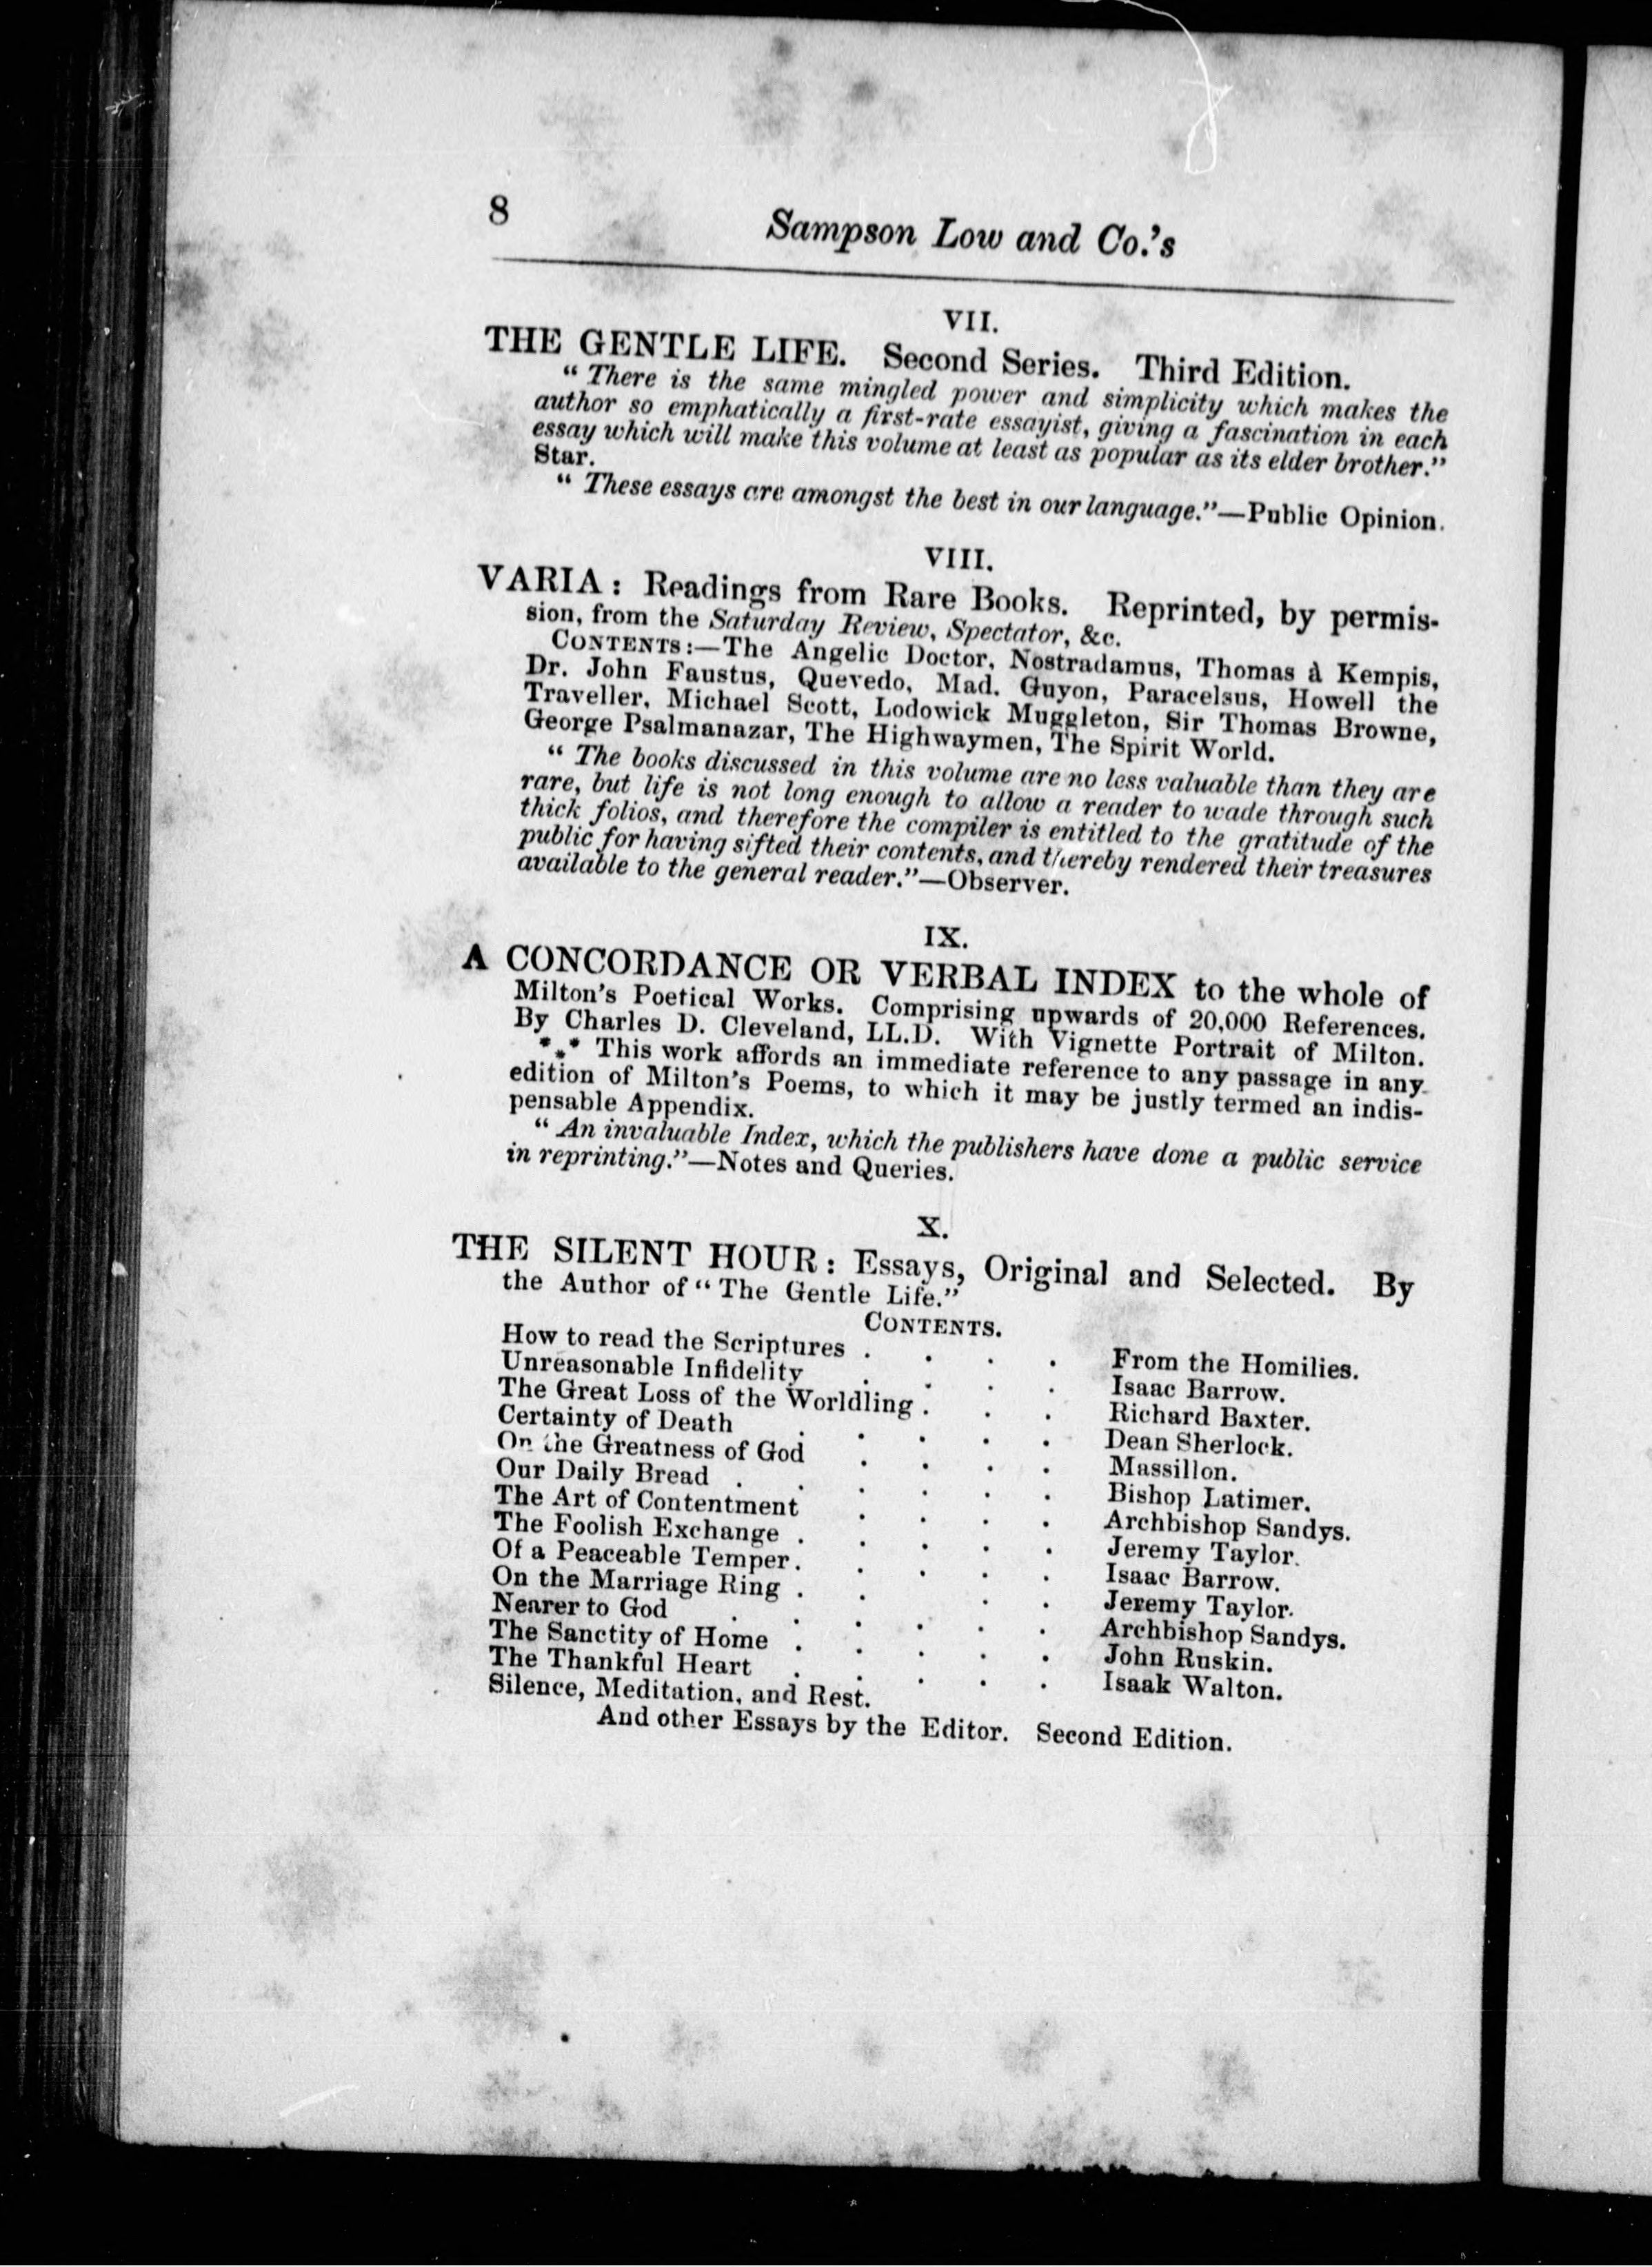 8
Sampson Low and Co.'s
VII.
THE GENTLE LIFE. Second Series. Third Edition.
“ There is the same mingled power and simplicity which makes the
author so emphatically a first-rate essayist, giving a fascination in each
essay which will make this volume at least as popular as its elder brother.”
Star.
“ These essays are amongst the best in our language.”—Public Opinion.
VIII.
VARIA : Readings from Rare Books. Reprinted, by permis-
sion, from the Saturday Review, Spectator, &c.
CONTENTS :—The Angelic Doctor, Nostradamus, Thomas à Kempis,
Dr. John Faustus, Quevedo, Mad. Guyon, Paracelsus, Howell the
Traveller, Michael Scott, Lodowick Muggleton, Sir Thomas Browne,
George Psalmanazar, The Highwaymen, The Spirit World.
“ The books discussed in this volume are no less valuable than they are
rare, but life is not long enough to allow a reader to wade through such
thick folios, and therefore the compiler is entitled to the gratitude of the
public for having sifted their contents, and thereby rendered their treasures
available to the general reader.”—Observer.
IX.
A CONCORDANCE OR VERBAL INDEX to the whole of
Milton's Poetical Works. Comprising upwards of 20,000 References.
By Charles D. Cleveland, LL.D. With Vignette Portrait of Milton.
*** This work affords an immediate reference to any passage in any
edition of Milton's Poems, to which it may be justly termed an indis-
pensable Appendix.
“ An invaluable Index, which the publishers have done a public service
in reprinting.”—Notes and Queries.
X.
THE SILENT HOUR : Essays, Original and Selected. By
the Author of “ The Gentle Life.”
CONTENTS.
How to read the Scriptures . . . . From the Homilies.
Unreasonable Infidelity . . . . Isaac Barrow.
The Great Loss of the Worldling . . . Richard Baxter.
Certainty of Death . . . . . Dean Sherlock.
On the Greatness of God . . . . Massillon.
Our Daily Bread . . . . . . Bishop Latimer.
The Art of Contentment . . . . Archbishop Sandys.
The Foolish Exchange . . . . . Jeremy Taylor.
Of a Peaceable Temper . . . . . Isaac Barrow.
On the Marriage Ring . . . . Jeremy Taylor.
Nearer to God . . . . . . Archbishop Sandys.
The Sanctity of Home . . . . . John Ruskin.
The Thankful Heart . . . . . Isaak Walton.
Silence, Meditation, and Rest.
And other Essays by the Editor. Second Edition.